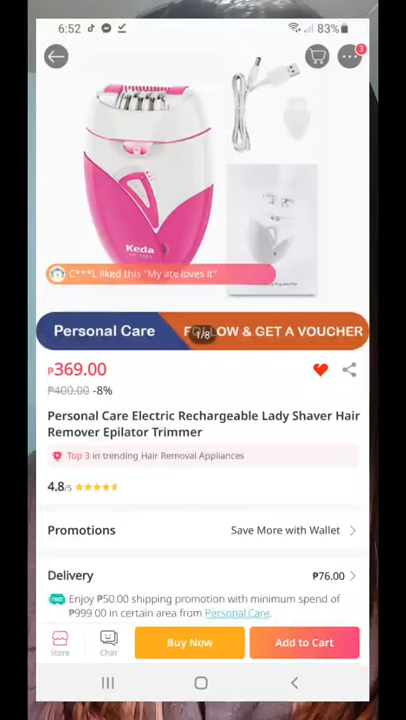 6:52
83%
3
Keda
C***L liked this "My ate loves it"
Personal Care
FOLLOW & GET A VOUCHER
1/8
₱369.00
₱400.00 -8%
Personal Care Electric Rechargeable Lady Shaver Hair
Remover Epilator Trimmer
Top 3 in trending Hair Removal Appliances
4.8/5
Promotions
Save More with Wallet
Delivery
₱76.00
Enjoy ₱50.00 shipping promotion with minimum spend of
₱999.00 in certain area from Personal Care.
Store
Chat
Buy Now
Add to Cart